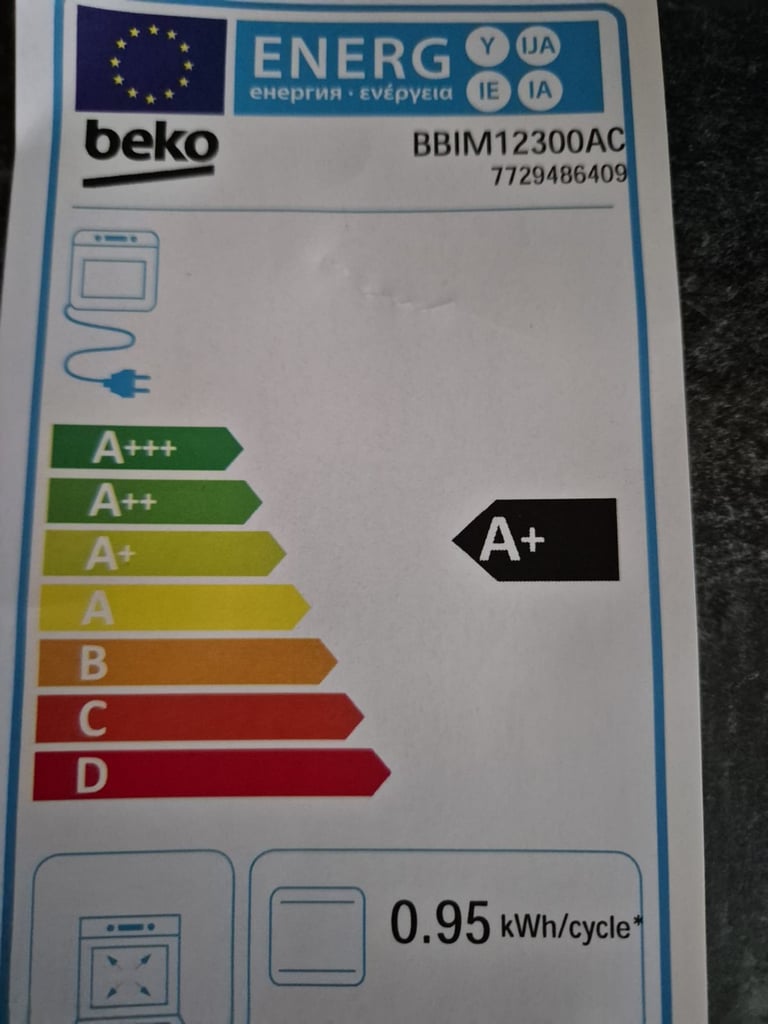 ENERG Y IJA
енергия · ενέργεια IE IA
beko BBIM12300AC
7729486409
A+++
A++
A+
A+
A
B
C
D
0.95 kWh/cycle*